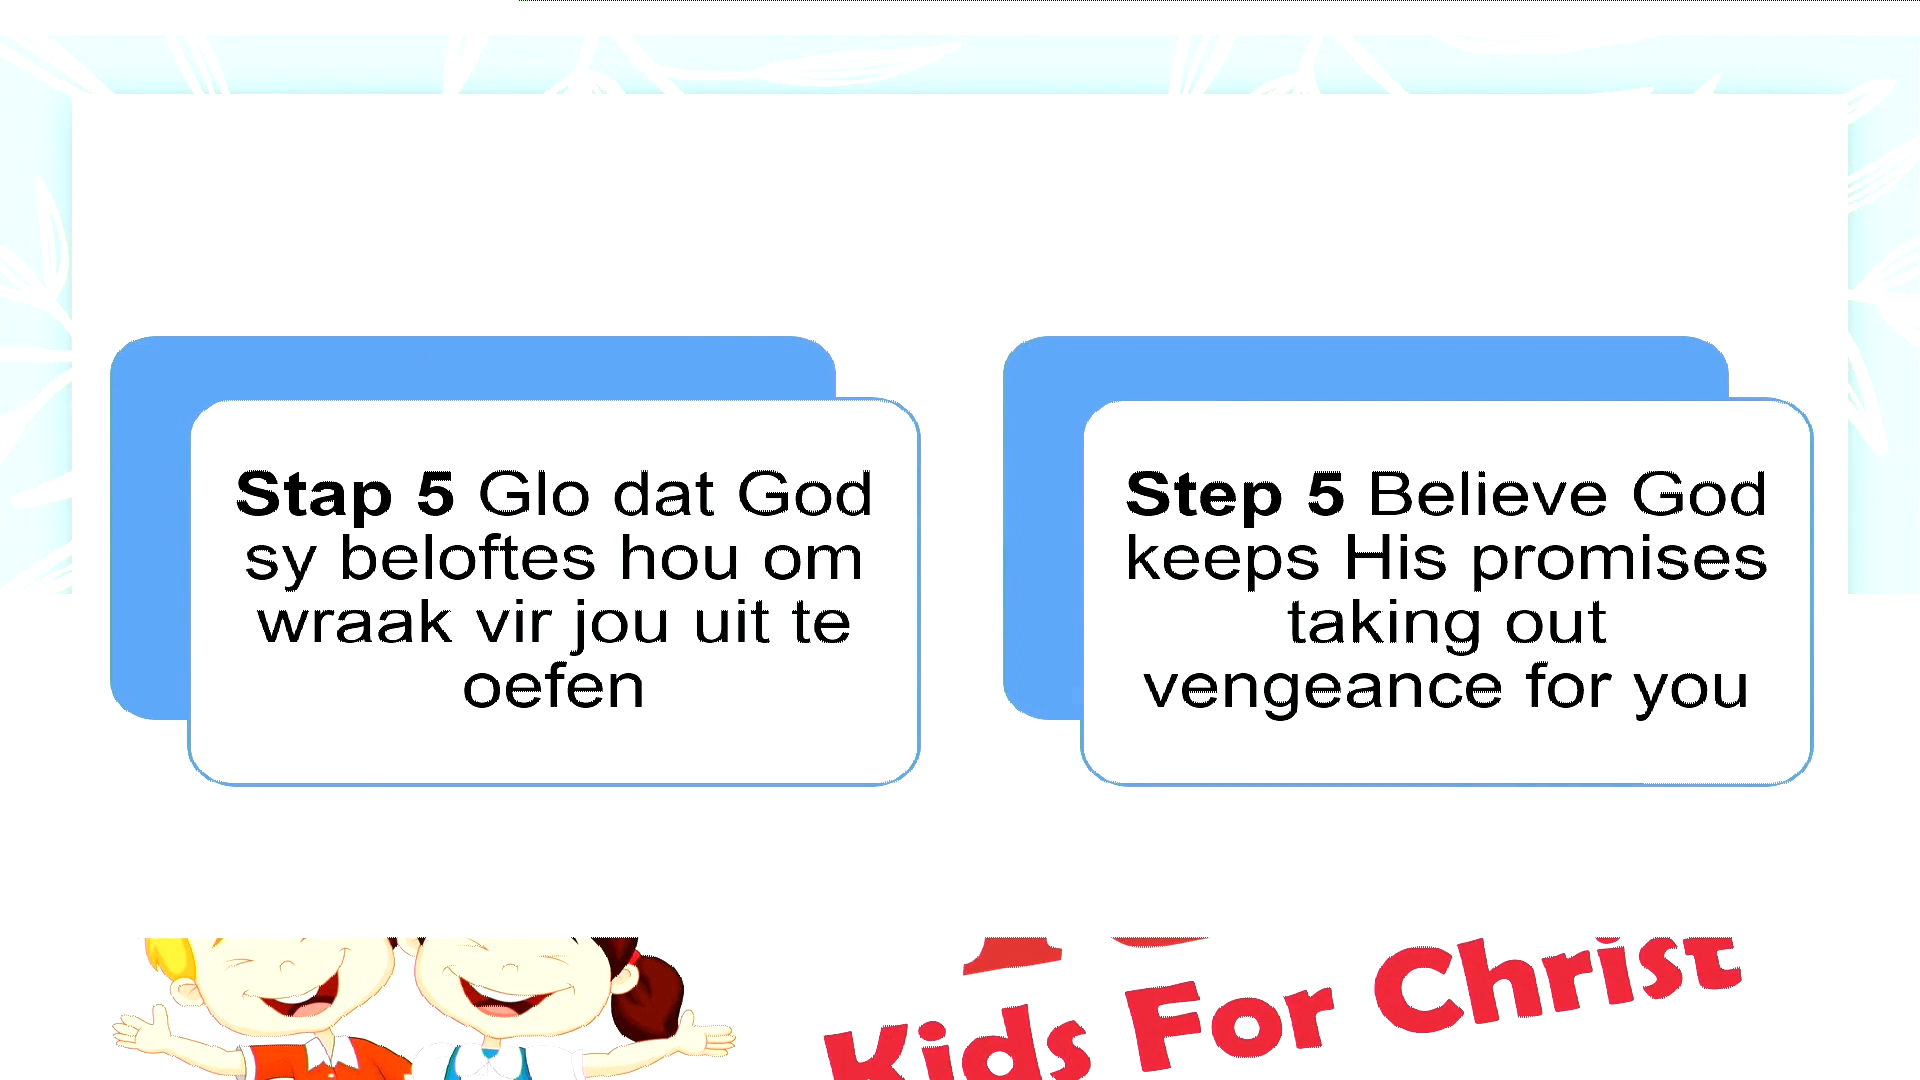 Stap 5 Glo dat God
sy beloftes hou om
wraak vir jou uit te
oefen
Step 5 Believe God
keeps His promises
taking out
vengeance for you
Kids For Christ